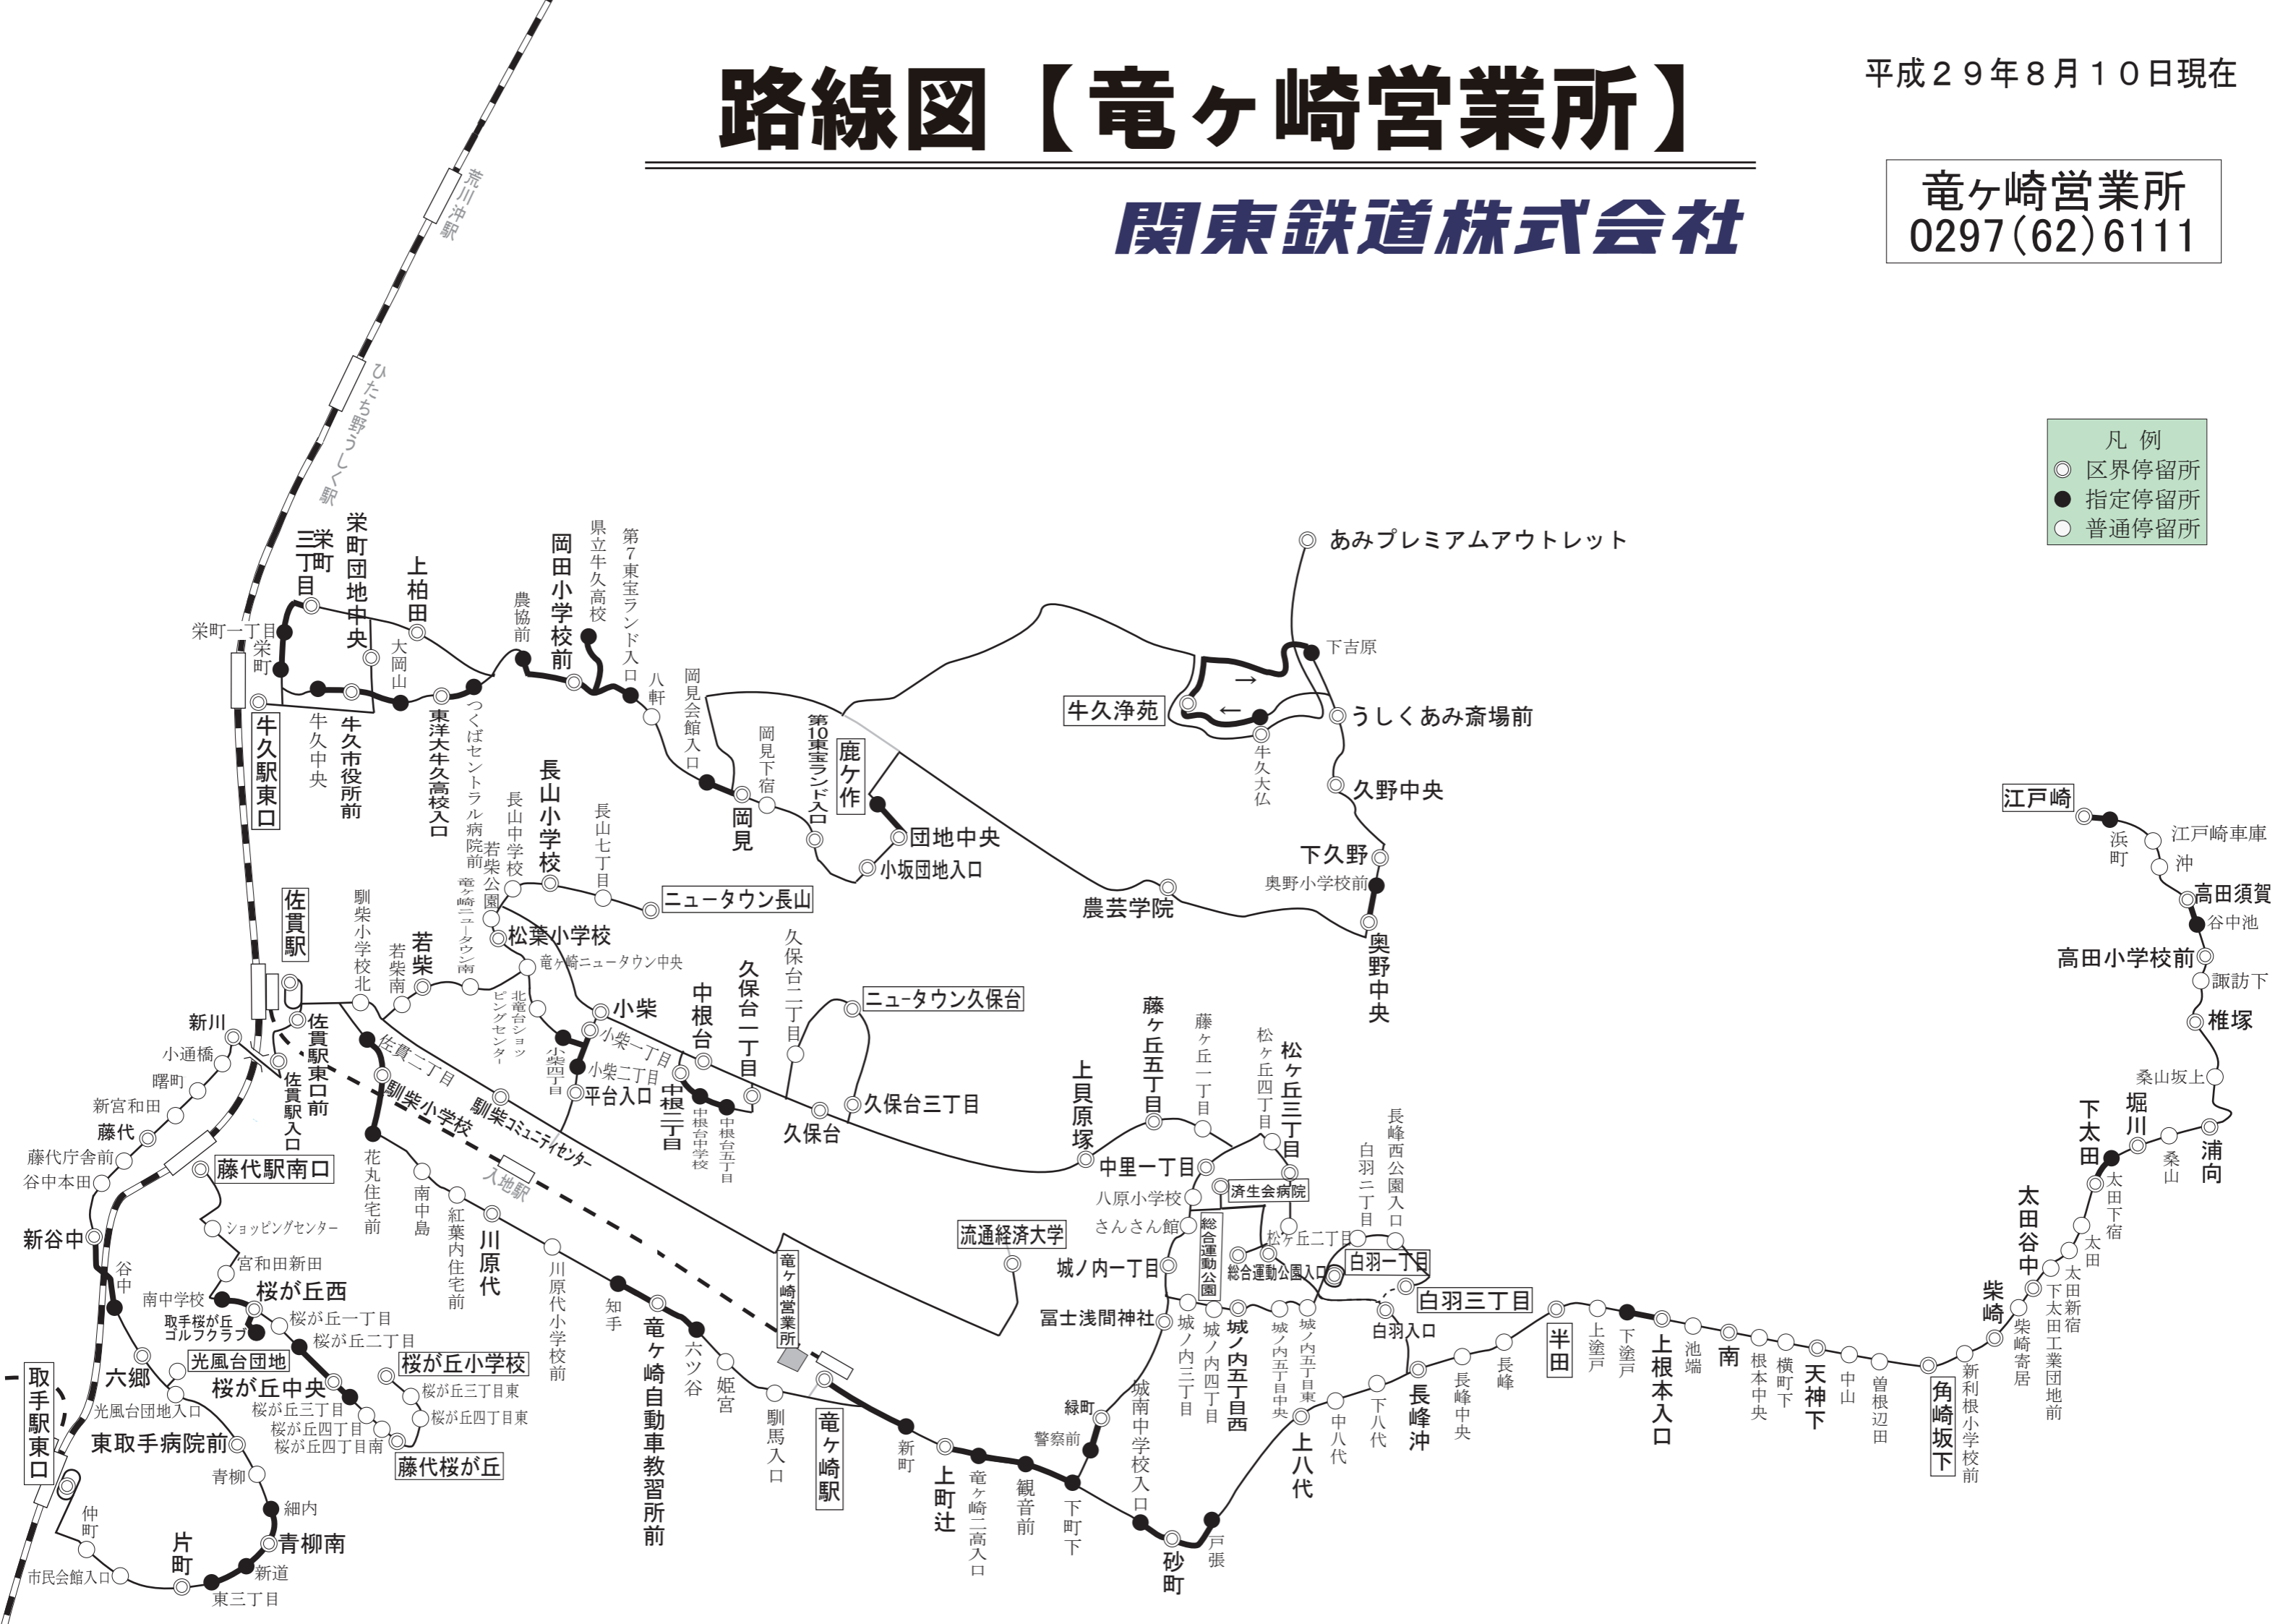 路線図【竜ヶ崎営業所】
平成２９年８月１０日現在
関東鉄道株式会社
竜ヶ崎営業所
0297(62)6111
凡 例
区界停留所
指定停留所
普通停留所
荒川沖駅
ひたち野うしく駅
栄町三丁目
栄町団地中央
上柏田
栄町一丁目
栄町
大岡山
農協前
岡田小学校前
県立牛久高校
第７東宝ランド入口
八軒
牛久駅東口
牛久中央
牛久市役所前
東洋大牛久高校入口
つくばセントラル病院前
岡見会館入口
岡見
岡見下宿
第10東宝ランド入口
鹿ケ作
団地中央
小坂団地入口
あみプレミアムアウトレット
下吉原
→
←
牛久浄苑
うしくあみ斎場前
牛久大仏
久野中央
下久野
奥野小学校前
奥野中央
農芸学院
江戸崎
浜町
江戸崎車庫
沖
高田須賀
谷中池
高田小学校前
諏訪下
椎塚
桑山坂上
浦向
桑山
堀川
下太田
太田下宿
太田
太田新宿
太田谷中
下太田工業団地前
柴崎寄居
柴崎
新利根小学校前
角崎坂下
曽根辺田
中山
天神下
横町下
根本中央
南
池端
上根本入口
下塗戸
上塗戸
半田
長峰
長峰中央
長峰沖
下八代
中八代
上八代
戸張
砂町
城南中学校入口
下町下
観音前
竜ヶ崎二高入口
上町辻
新町
竜ヶ崎駅
馴馬入口
姫宮
六ツ谷
竜ヶ崎自動車教習所前
知手
川原代小学校前
川原代
紅葉内住宅前
南中島
花丸住宅前
馴柴小学校
佐貫二丁目
馴柴コミュニティセンター
入地駅
竜ヶ崎営業所
流通経済大学
佐貫駅
佐貫駅東口前
佐貫駅入口
馴柴小学校北
若柴南
若柴
竜ヶ崎ニュータウン南
竜ヶ崎ニュータウン中央
松葉小学校
若柴公園
長山中学校
長山小学校
長山七丁目
ニュータウン長山
北竜台ショッピングセンター
小柴四丁目
小柴
小柴一丁目
小柴二丁目
平台入口
中根台
中根二丁目
中根台中学校
中根台五丁目
久保台一丁目
久保台二丁目
ニュータウン久保台
久保台三丁目
久保台
上貝原塚
藤ヶ丘五丁目
藤ヶ丘一丁目
松ヶ丘四丁目
松ヶ丘三丁目
中里一丁目
八原小学校
さんさん館
済生会病院
総合運動公園
松ヶ丘二丁目
総合運動公園入口
白羽二丁目
長峰西公園入口
白羽一丁目
白羽三丁目
白羽入口
城ノ内一丁目
冨士浅間神社
城ノ内三丁目
城ノ内四丁目
城ノ内五丁目西
城ノ内五丁目中央
城ノ内五丁目東
緑町
警察前
新川
小通橋
曙町
新宮和田
藤代
藤代庁舎前
谷中本田
新谷中
谷中
六郷
光風台団地
光風台団地入口
東取手病院前
青柳
細内
青柳南
新道
東三丁目
片町
市民会館入口
仲町
取手駅東口
藤代駅南口
ショッピングセンター
宮和田新田
南中学校
桜が丘西
取手桜が丘ゴルフクラブ
桜が丘一丁目
桜が丘二丁目
桜が丘中央
桜が丘三丁目
桜が丘四丁目
桜が丘四丁目南
藤代桜が丘
桜が丘四丁目東
桜が丘三丁目東
桜が丘小学校